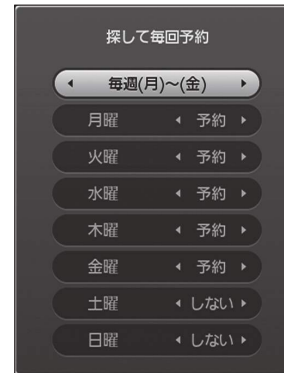 探して毎回予約
毎週(月)~(金)
月曜 予約
火曜 予約
水曜 予約
木曜 予約
金曜 予約
土曜 しない
日曜 しない